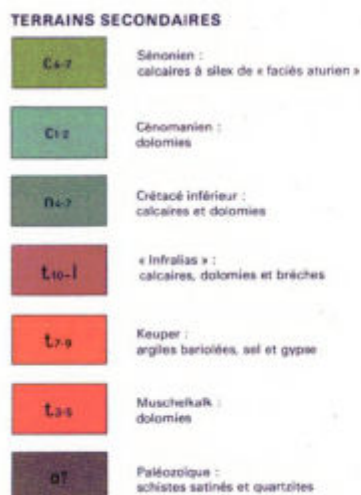 TERRAINS SECONDAIRES
C6-7
Sénonien :
calcaires à silex de « faciès aturien »
C1-2
Cénomanien :
dolomies
n4-7
Crétacé inférieur :
calcaires et dolomies
t10-l
« Infralias » :
calcaires, dolomies et brèches
t7-9
Keuper :
argiles bariolées, sel et gypse
t3-5
Muschelkalk :
dolomies
Paléozoïque :
schistes satinés et quartzites